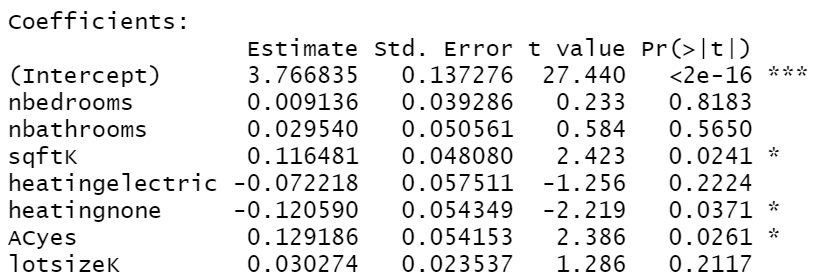 Coefficients:
                 Estimate Std. Error t value Pr(>|t|)
(Intercept)      3.766835   0.137276  27.440   <2e-16 ***
nbedrooms        0.009136   0.039286   0.233   0.8183
nbathrooms       0.029540   0.050561   0.584   0.5650
sqftK            0.116481   0.048080   2.423   0.0241 *
heatingelectric -0.072218   0.057511  -1.256   0.2224
heatingnone     -0.120590   0.054349  -2.219   0.0371 *
ACyes            0.129186   0.054153   2.386   0.0261 *
lotsizeK         0.030274   0.023537   1.286   0.2117